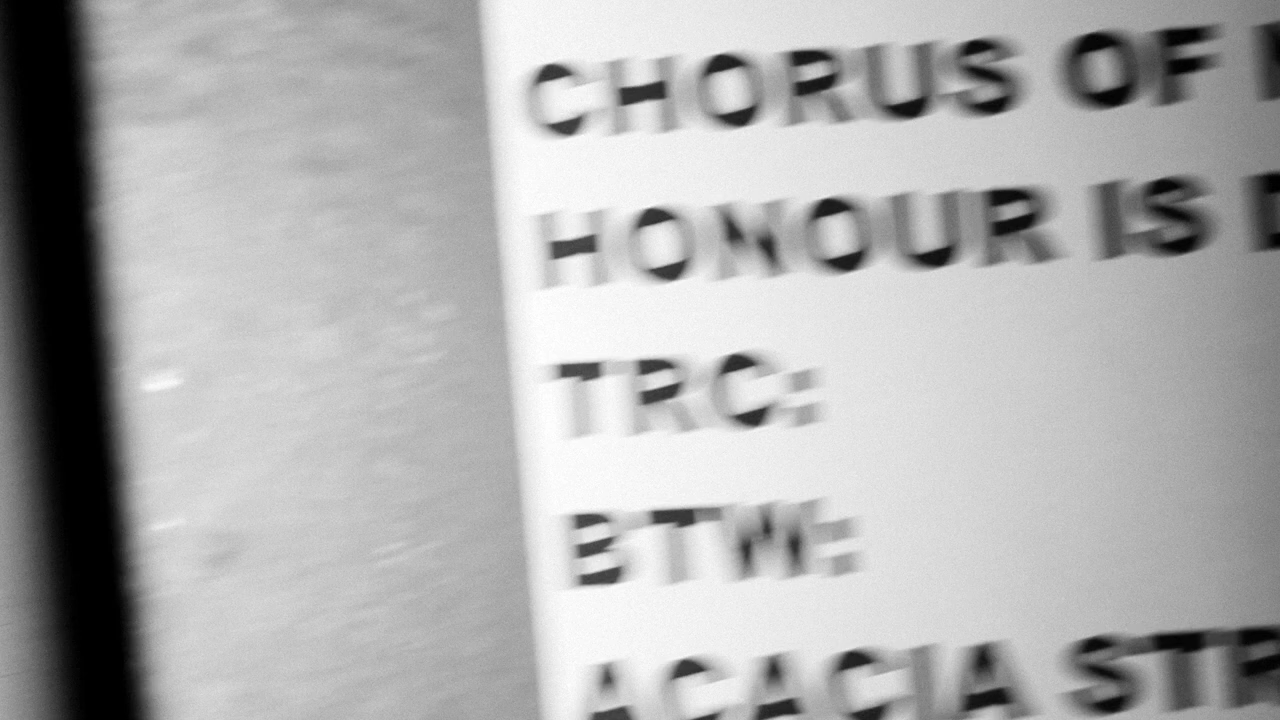 CHORUS OF
HONOUR IS
TRC:
BTW:
ACACIA